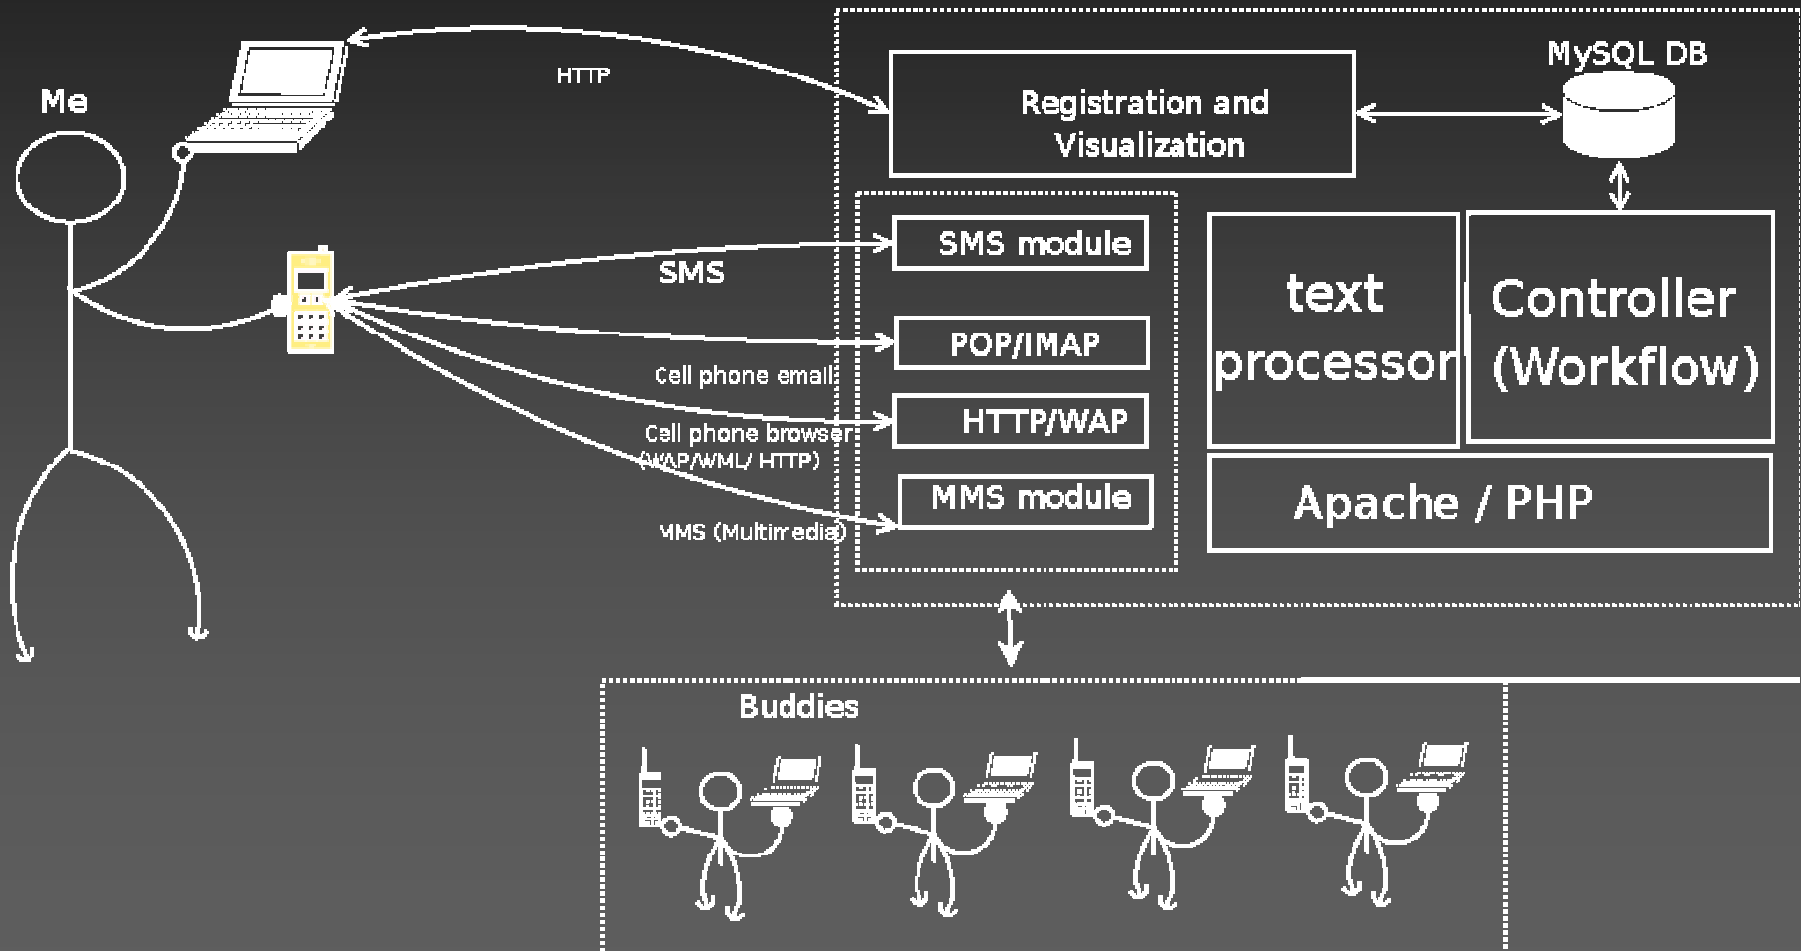 Me
HTTP
Registration and
Visualization
MySQL DB
SMS
SMS module
POP/IMAP
Cell phone email
HTTP/WAP
Cell phone browser
(WAP/WML/ HTTP)
MMS module
MMS (Multimedia)
text
processor
Controller
(Workflow)
Apache / PHP
Buddies